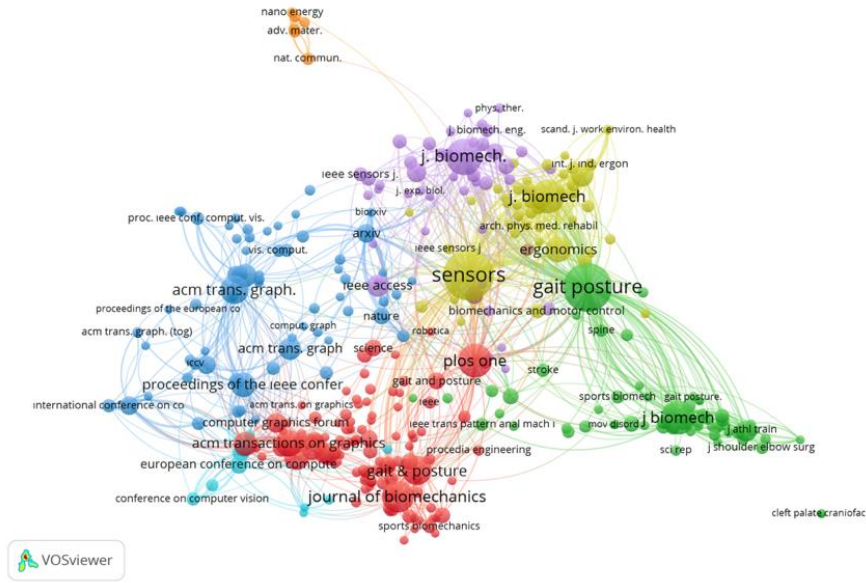 nano energy
adv. mater.
nat. commun.
phys. ther.
j. biomech. eng.
scand. j. work environ. health
j. biomech.
int. j. ind. ergon
ieee sensors j.
j. exp. biol.
j. biomech
biorxiv
proc. ieee conf. comput. vis.
arxiv
arch. phys. med. rehabil
vis. comput.
ieee sensors j
ergonomics
sensors
acm trans. graph.
ieee access
gait posture
proceedings of the european co
nature
biomechanics and motor control
acm trans. graph. (tog)
comput. graph
robotica
spine
acm trans. graph
science
plos one
iccv
stroke
proceedings of the ieee confer
gait and posture
sports biomech
gait posture.
international conference on co
acm trans. on graphics
ieee
j biomech
computer graphics forum
ieee trans pattern anal mach i
mov disord
j athl train
acm transactions on graphics
procedia engineering
sci rep
j shoulder elbow surg
european conference on compute
gait & posture
conference on computer vision
journal of biomechanics
cleft palate craniofac
sports biomechanics
VOSviewer